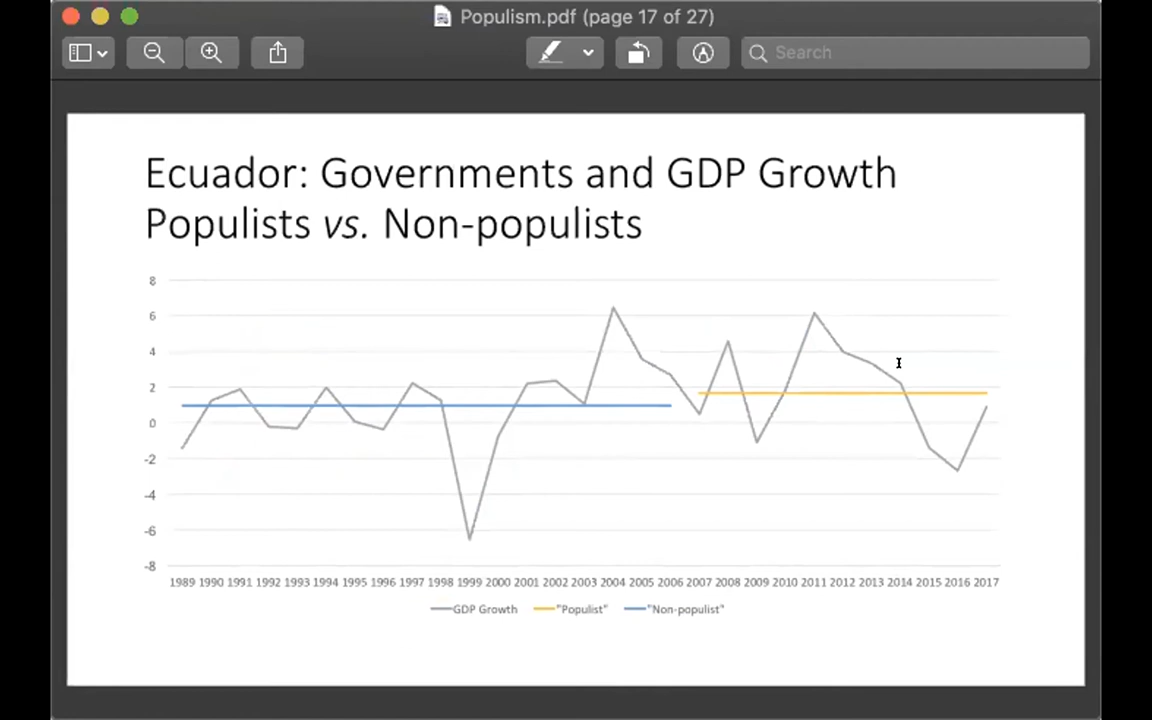 Populism.pdf (page 17 of 27)
Search
Ecuador: Governments and GDP Growth
Populists vs. Non-populists
8
6
4
2
0
-2
-4
-6
-8
1989 1990 1991 1992 1993 1994 1995 1996 1997 1998 1999 2000 2001 2002 2003 2004 2005 2006 2007 2008 2009 2010 2011 2012 2013 2014 2015 2016 2017
GDP Growth "Populist" "Non-populist"